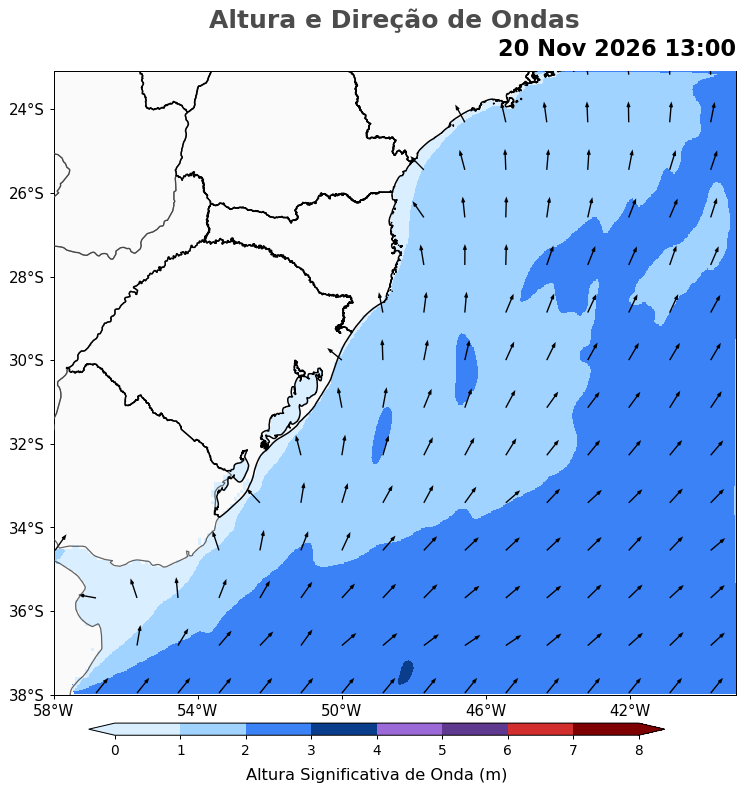 Altura e Direção de Ondas
20 Nov 2026 13:00
24°S
26°S
28°S
30°S
32°S
34°S
36°S
38°S
58°W 54°W 50°W 46°W 42°W
0 1 2 3 4 5 6 7 8
Altura Significativa de Onda (m)